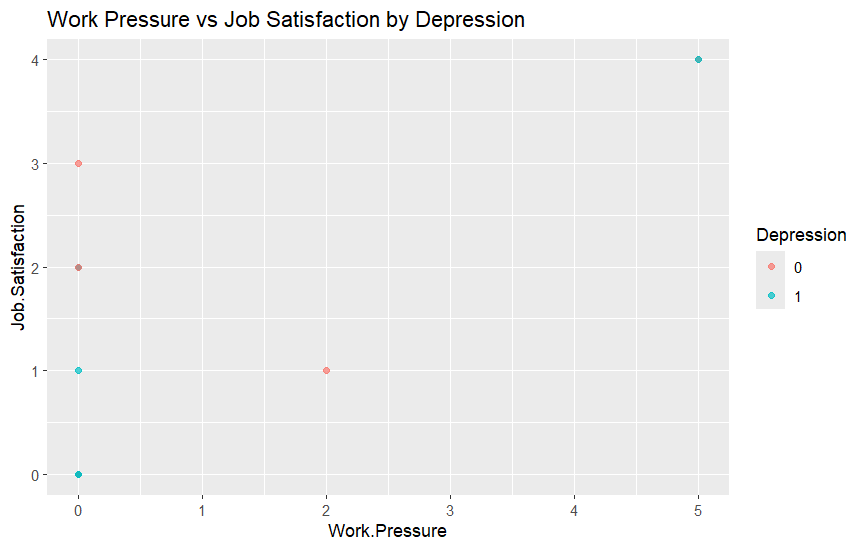 Work Pressure vs Job Satisfaction by Depression
4
3
2
1
0
Job.Satisfaction
0 1 2 3 4 5
Work.Pressure
Depression
0
1